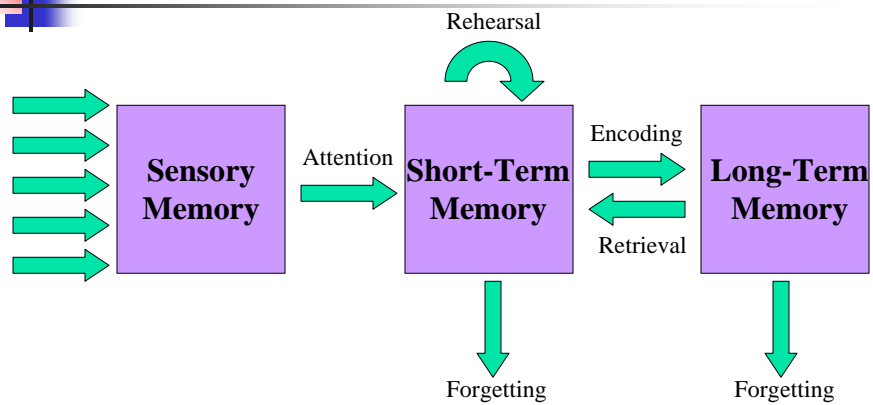 Rehearsal
Sensory
Memory
Attention
Short-Term
Memory
Encoding
Retrieval
Long-Term
Memory
Forgetting
Forgetting